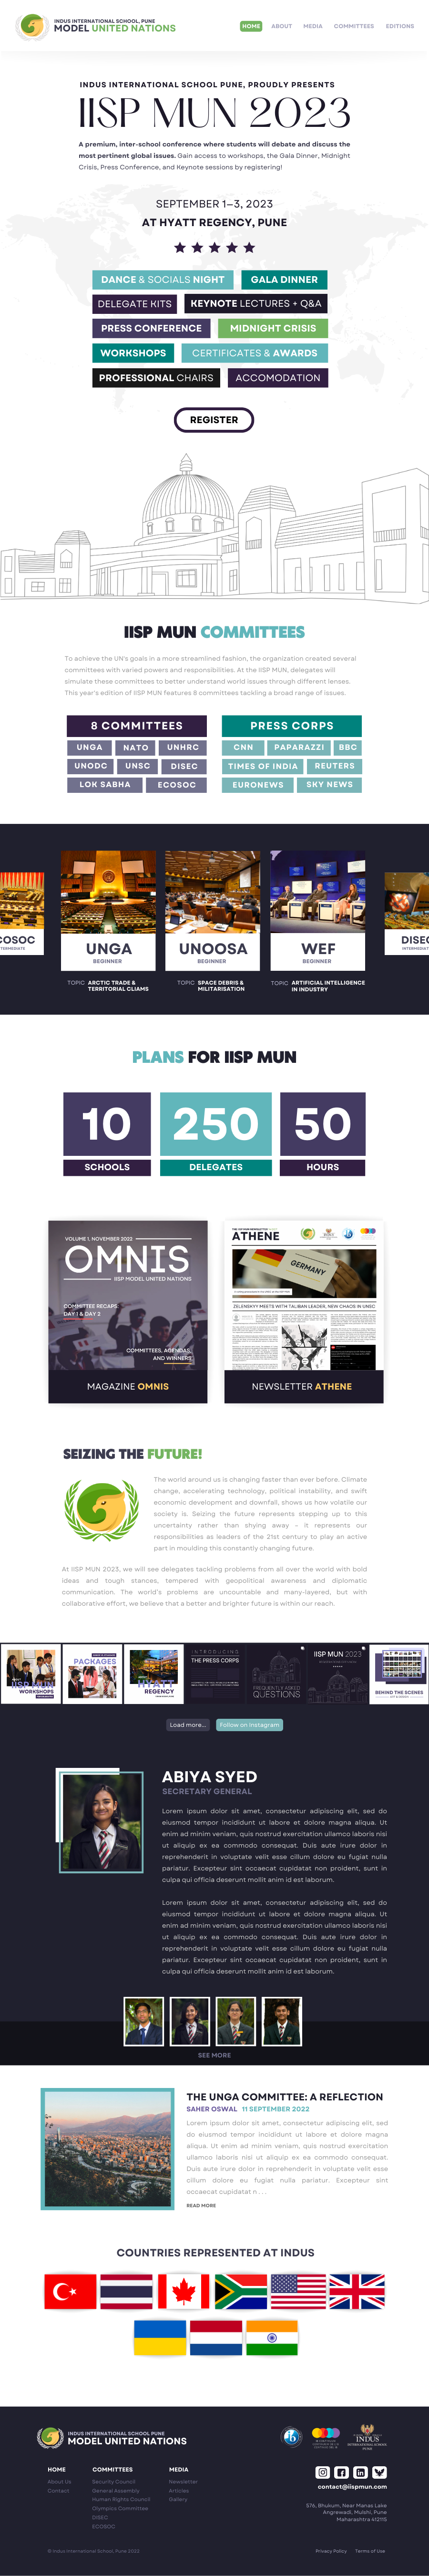 INDUS INTERNATIONAL SCHOOL, PUNE
MODEL UNITED NATIONS
HOME ABOUT MEDIA COMMITTEES EDITIONS
INDUS INTERNATIONAL SCHOOL PUNE, PROUDLY PRESENTS
IISP MUN 2023
A premium, inter-school conference where students will debate and discuss the
most pertinent global issues. Gain access to workshops, the Gala Dinner, Midnight
Crisis, Press Conference, and Keynote sessions by registering!
SEPTEMBER 1–3, 2023
AT HYATT REGENCY, PUNE
DANCE & SOCIALS NIGHT GALA DINNER
DELEGATE KITS KEYNOTE LECTURES + Q&A
PRESS CONFERENCE MIDNIGHT CRISIS
WORKSHOPS CERTIFICATES & AWARDS
PROFESSIONAL CHAIRS ACCOMODATION
REGISTER
IISP MUN COMMITTEES
To achieve the UN's goals in a more streamlined fashion, the organization created several
committees with varied powers and responsibilities. At the IISP MUN, delegates will
simulate these committees to better understand world issues through different lenses.
This year's edition of IISP MUN features 8 committees tackling a broad range of issues.
8 COMMITTEES
UNGA NATO UNHRC
UNODC UNSC DISEC
LOK SABHA ECOSOC
PRESS CORPS
CNN PAPARAZZI BBC
TIMES OF INDIA REUTERS
EURONEWS SKY NEWS
COSOC
TERMEDIATE
UNGA
BEGINNER
TOPIC ARCTIC TRADE &
TERRITORIAL CLIAMS
UNOOSA
BEGINNER
TOPIC SPACE DEBRIS &
MILITARISATION
WEF
BEGINNER
TOPIC ARTIFICIAL INTELLIGENCE
IN INDUSTRY
DISEC
INTERMEDIAT
PLANS FOR IISP MUN
10
SCHOOLS
250
DELEGATES
50
HOURS
VOLUME 1, NOVEMBER 2022
OMNIS
IISP MODEL UNITED NATIONS
COMMITTEE RECAPS:
DAY 1 & DAY 2
COMMITTEES, AGENDAS,
AND WINNERS
MAGAZINE OMNIS
ATHENE
GERMANY
ZELENSKYY MEETS WITH TALIBAN LEADER, NEW CHAOS IN UNSC
NEWSLETTER ATHENE
SEIZING THE FUTURE!
The world around us is changing faster than ever before. Climate
change, accelerating technology, political instability, and swift
economic development and downfall, shows us how volatile our
society is. Seizing the future represents stepping up to this
uncertainty rather than shying away – it represents our
responsibilities as leaders of the 21st century to play an active
part in moulding this constantly changing future.
At IISP MUN 2023, we will see delegates tackling problems from all over the world with bold
ideas and tough stances, tempered with geopolitical awareness and diplomatic
communication. The world's problems are uncountable and many-layered, but with
collaborative effort, we believe that a better and brighter future is within our reach.
IISP MUN
WORKSHOPS
PACKAGES
HYATT
REGENCY
INTRODUCING
THE PRESS CORPS
FREQUENTLY ASKED
QUESTIONS
IISP MUN 2023
BEHIND THE SCENES
Load more... Follow on Instagram
ABIYA SYED
SECRETARY GENERAL
Lorem ipsum dolor sit amet, consectetur adipiscing elit, sed do
eiusmod tempor incididunt ut labore et dolore magna aliqua. Ut
enim ad minim veniam, quis nostrud exercitation ullamco laboris nisi
ut aliquip ex ea commodo consequat. Duis aute irure dolor in
reprehenderit in voluptate velit esse cillum dolore eu fugiat nulla
pariatur. Excepteur sint occaecat cupidatat non proident, sunt in
culpa qui officia deserunt mollit anim id est laborum.
Lorem ipsum dolor sit amet, consectetur adipiscing elit, sed do
eiusmod tempor incididunt ut labore et dolore magna aliqua. Ut
enim ad minim veniam, quis nostrud exercitation ullamco laboris nisi
ut aliquip ex ea commodo consequat. Duis aute irure dolor in
reprehenderit in voluptate velit esse cillum dolore eu fugiat nulla
pariatur. Excepteur sint occaecat cupidatat non proident, sunt in
culpa qui officia deserunt mollit anim id est laborum.
SEE MORE
THE UNGA COMMITTEE: A REFLECTION
SAHER OSWAL 11 SEPTEMBER 2022
Lorem ipsum dolor sit amet, consectetur adipiscing elit, sed
do eiusmod tempor incididunt ut labore et dolore magna
aliqua. Ut enim ad minim veniam, quis nostrud exercitation
ullamco laboris nisi ut aliquip ex ea commodo consequat.
Duis aute irure dolor in reprehenderit in voluptate velit esse
cillum dolore eu fugiat nulla pariatur. Excepteur sint
occaecat cupidatat n . . .
READ MORE
COUNTRIES REPRESENTED AT INDUS
INDUS INTERNATIONAL SCHOOL PUNE
MODEL UNITED NATIONS
INDUS
INTERNATIONAL SCHOOL
PUNE
HOME
About Us
Contact
COMMITTEES
Security Council
General Assembly
Human Rights Council
Olympics Committtee
DISEC
ECOSOC
MEDIA
Newsletter
Articles
Gallery
contact@iispmun.com
576, Bhukum, Near Manas Lake
Angrewadi, Mulshi, Pune
Maharashtra 412115
© Indus International School, Pune 2022
Privacy Policy Terms of Use